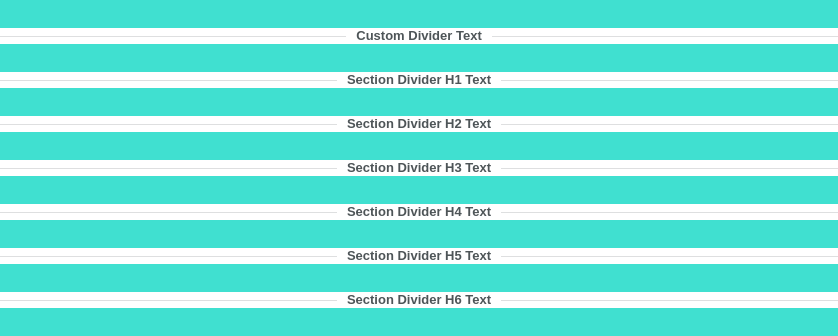 Custom Divider Text
Section Divider H1 Text
Section Divider H2 Text
Section Divider H3 Text
Section Divider H4 Text
Section Divider H5 Text
Section Divider H6 Text